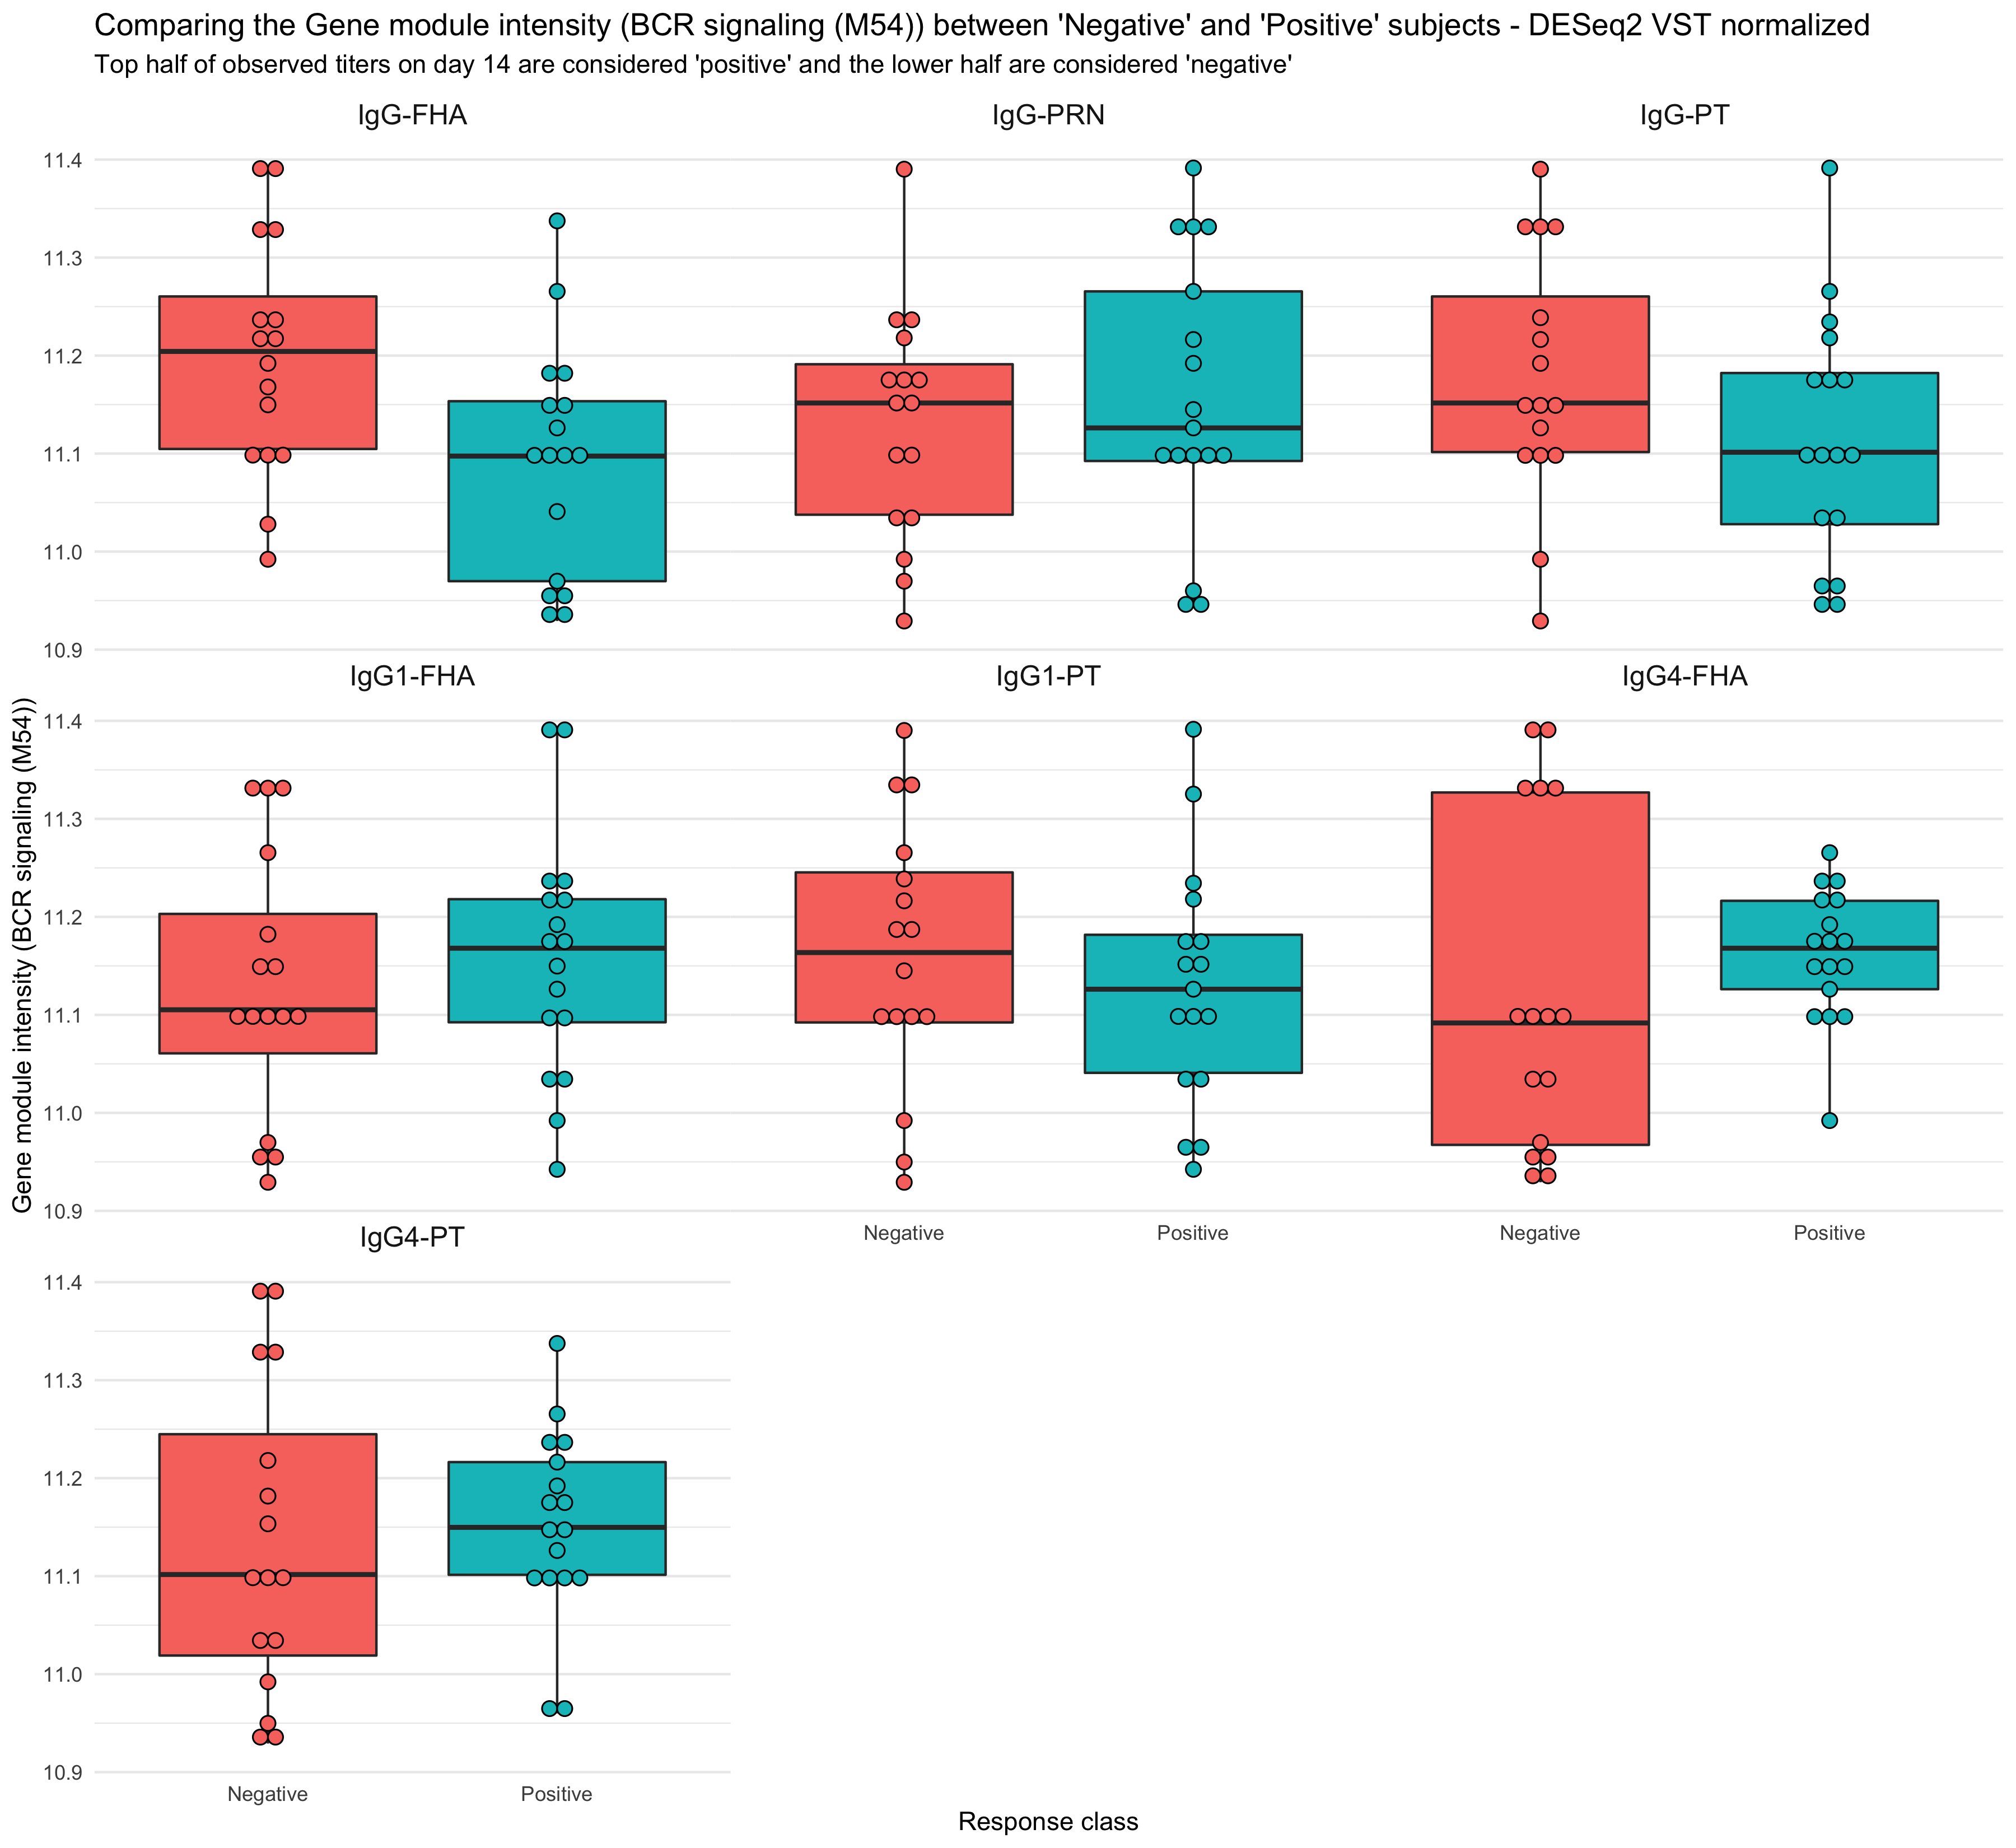 Comparing the Gene module intensity (BCR signaling (M54)) between 'Negative' and 'Positive' subjects - DESeq2 VST normalized
Top half of observed titers on day 14 are considered 'positive' and the lower half are considered 'negative'
IgG-FHA
IgG-PRN
IgG-PT
11.4
11.3
11.2
11.1
11.0
10.9
IgG1-FHA
IgG1-PT
IgG4-FHA
11.4
11.3
11.2
11.1
11.0
10.9
Negative
Positive
Negative
Positive
IgG4-PT
11.4
11.3
11.2
11.1
11.0
10.9
Negative
Positive
Gene module intensity (BCR signaling (M54))
Response class